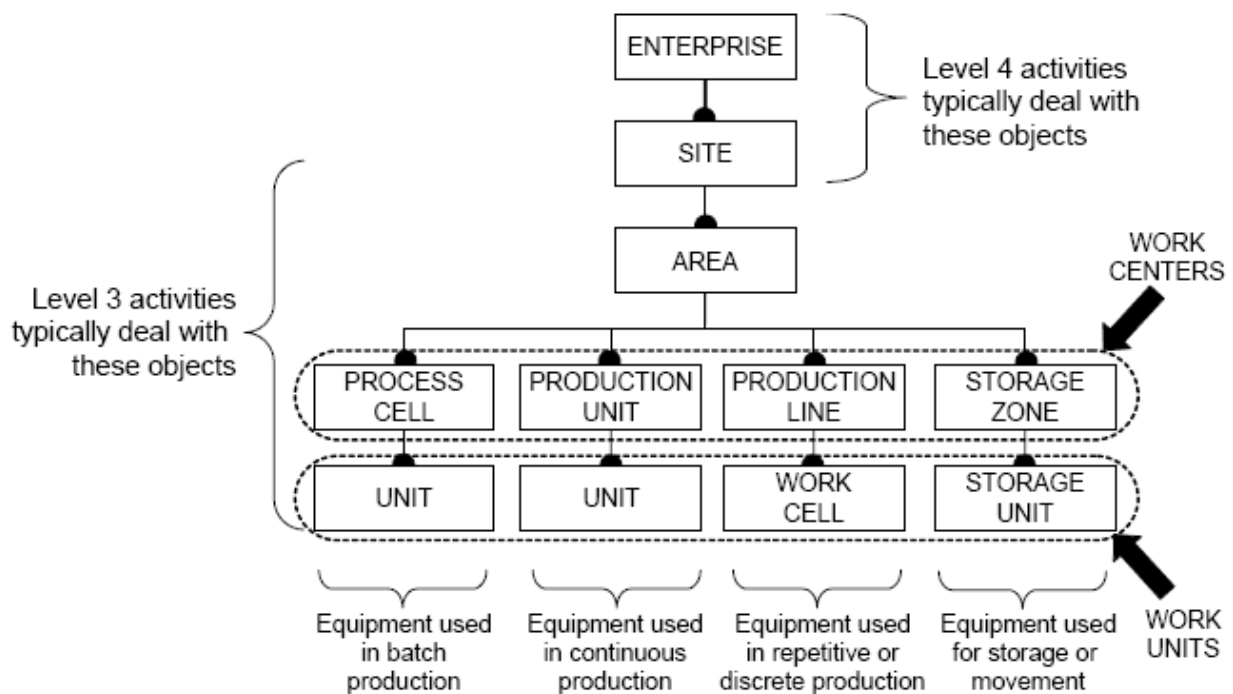 ENTERPRISE
Level 4 activities
typically deal with
these objects
SITE
AREA
WORK
CENTERS
Level 3 activities
typically deal with
these objects
PROCESS
CELL
PRODUCTION
UNIT
PRODUCTION
LINE
STORAGE
ZONE
UNIT
UNIT
WORK
CELL
STORAGE
UNIT
Equipment used
in batch
production
Equipment used
in continuous
production
Equipment used
in repetitive or
discrete production
Equipment used
for storage or
movement
WORK
UNITS